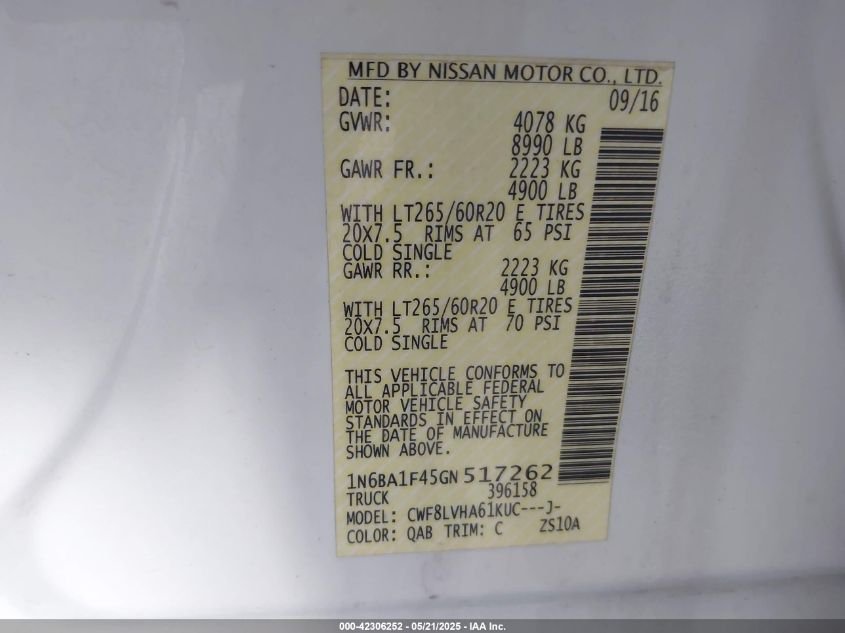 MFD BY NISSAN MOTOR CO., LTD.
DATE: 09/16
GVWR: 4078 KG
8990 LB
GAWR FR.: 2223 KG
4900 LB
WITH LT265/60R20 E TIRES
20X7.5 RIMS AT 65 PSI
COLD SINGLE
GAWR RR.: 2223 KG
4900 LB
WITH LT265/60R20 E TIRES
20X7.5 RIMS AT 70 PSI
COLD SINGLE
THIS VEHICLE CONFORMS TO
ALL APPLICABLE FEDERAL
MOTOR VEHICLE SAFETY
STANDARDS IN EFFECT ON
THE DATE OF MANUFACTURE
SHOWN ABOVE.
1N6BA1F45GN517262
TRUCK 396158
MODEL: CWF8LVHA61KUC---J-
COLOR: QAB TRIM: C ZS10A
000-42306252 - 05/21/2025 - IAA Inc.